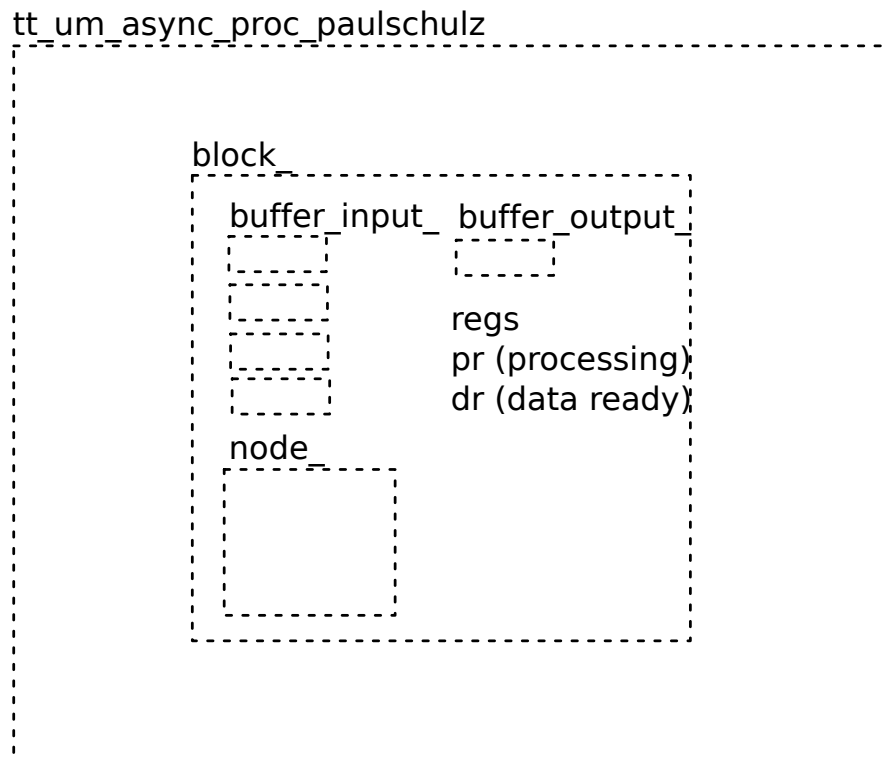 tt_um_async_proc_paulschulz
block_
buffer_input_ buffer_output_
regs
pr (processing)
dr (data ready)
node_